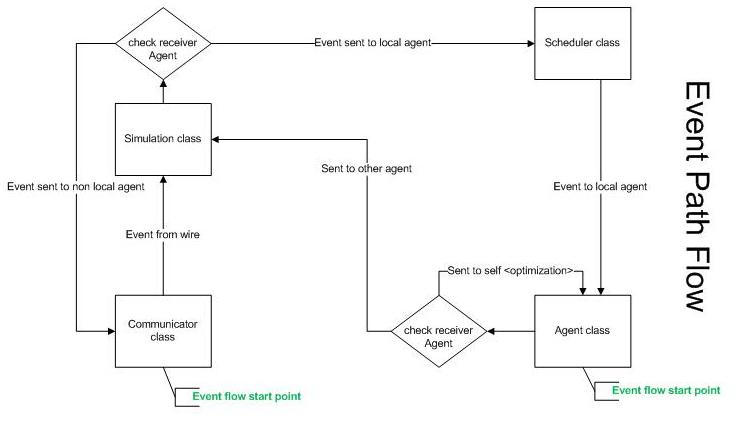 check receiver
Agent
Event sent to local agent
Scheduler class
Simulation class
Sent to other agent
Event sent to non local agent
Event to local agent
Event from wire
Sent to self <optimization>
Communicator
class
check receiver
Agent
Agent class
Event flow start point
Event flow start point
Event Path Flow